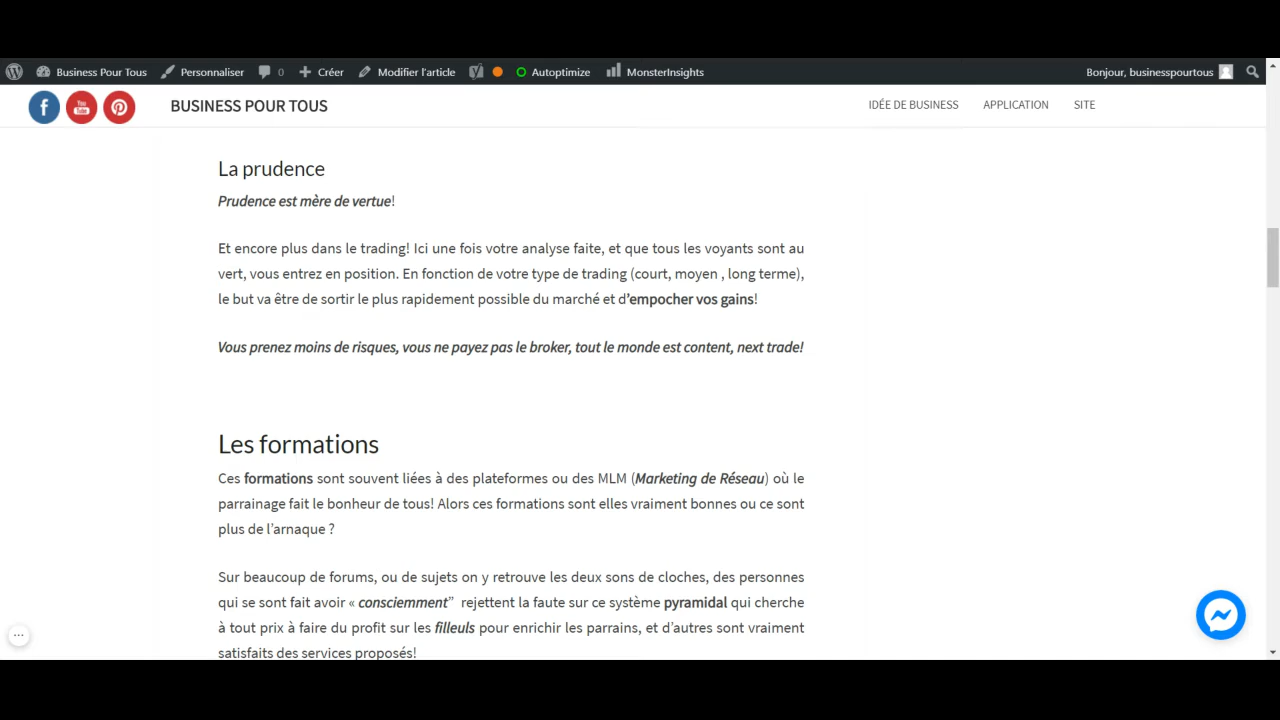 Business Pour Tous 0 Personnaliser Créer Modifier l'article Autoptimize MonsterInsights Bonjour, businesspourtous
BUSINESS POUR TOUS IDÉE DE BUSINESS APPLICATION SITE
La prudence
Prudence est mère de vertue!
Et encore plus dans le trading! Ici une fois votre analyse faite, et que tous les voyants sont au
vert, vous entrez en position. En fonction de votre type de trading (court, moyen , long terme),
le but va être de sortir le plus rapidement possible du marché et d'empocher vos gains!
Vous prenez moins de risques, vous ne payez pas le broker, tout le monde est content, next trade!
Les formations
Ces formations sont souvent liées à des plateformes ou des MLM (Marketing de Réseau) où le
parrainage fait le bonheur de tous! Alors ces formations sont elles vraiment bonnes ou ce sont
plus de l'arnaque ?
Sur beaucoup de forums, ou de sujets on y retrouve les deux sons de cloches, des personnes
qui se sont fait avoir « consciemment” rejettent la faute sur ce système pyramidal qui cherche
à tout prix à faire du profit sur les filleuls pour enrichir les parrains, et d'autres sont vraiment
satisfaits des services proposés!